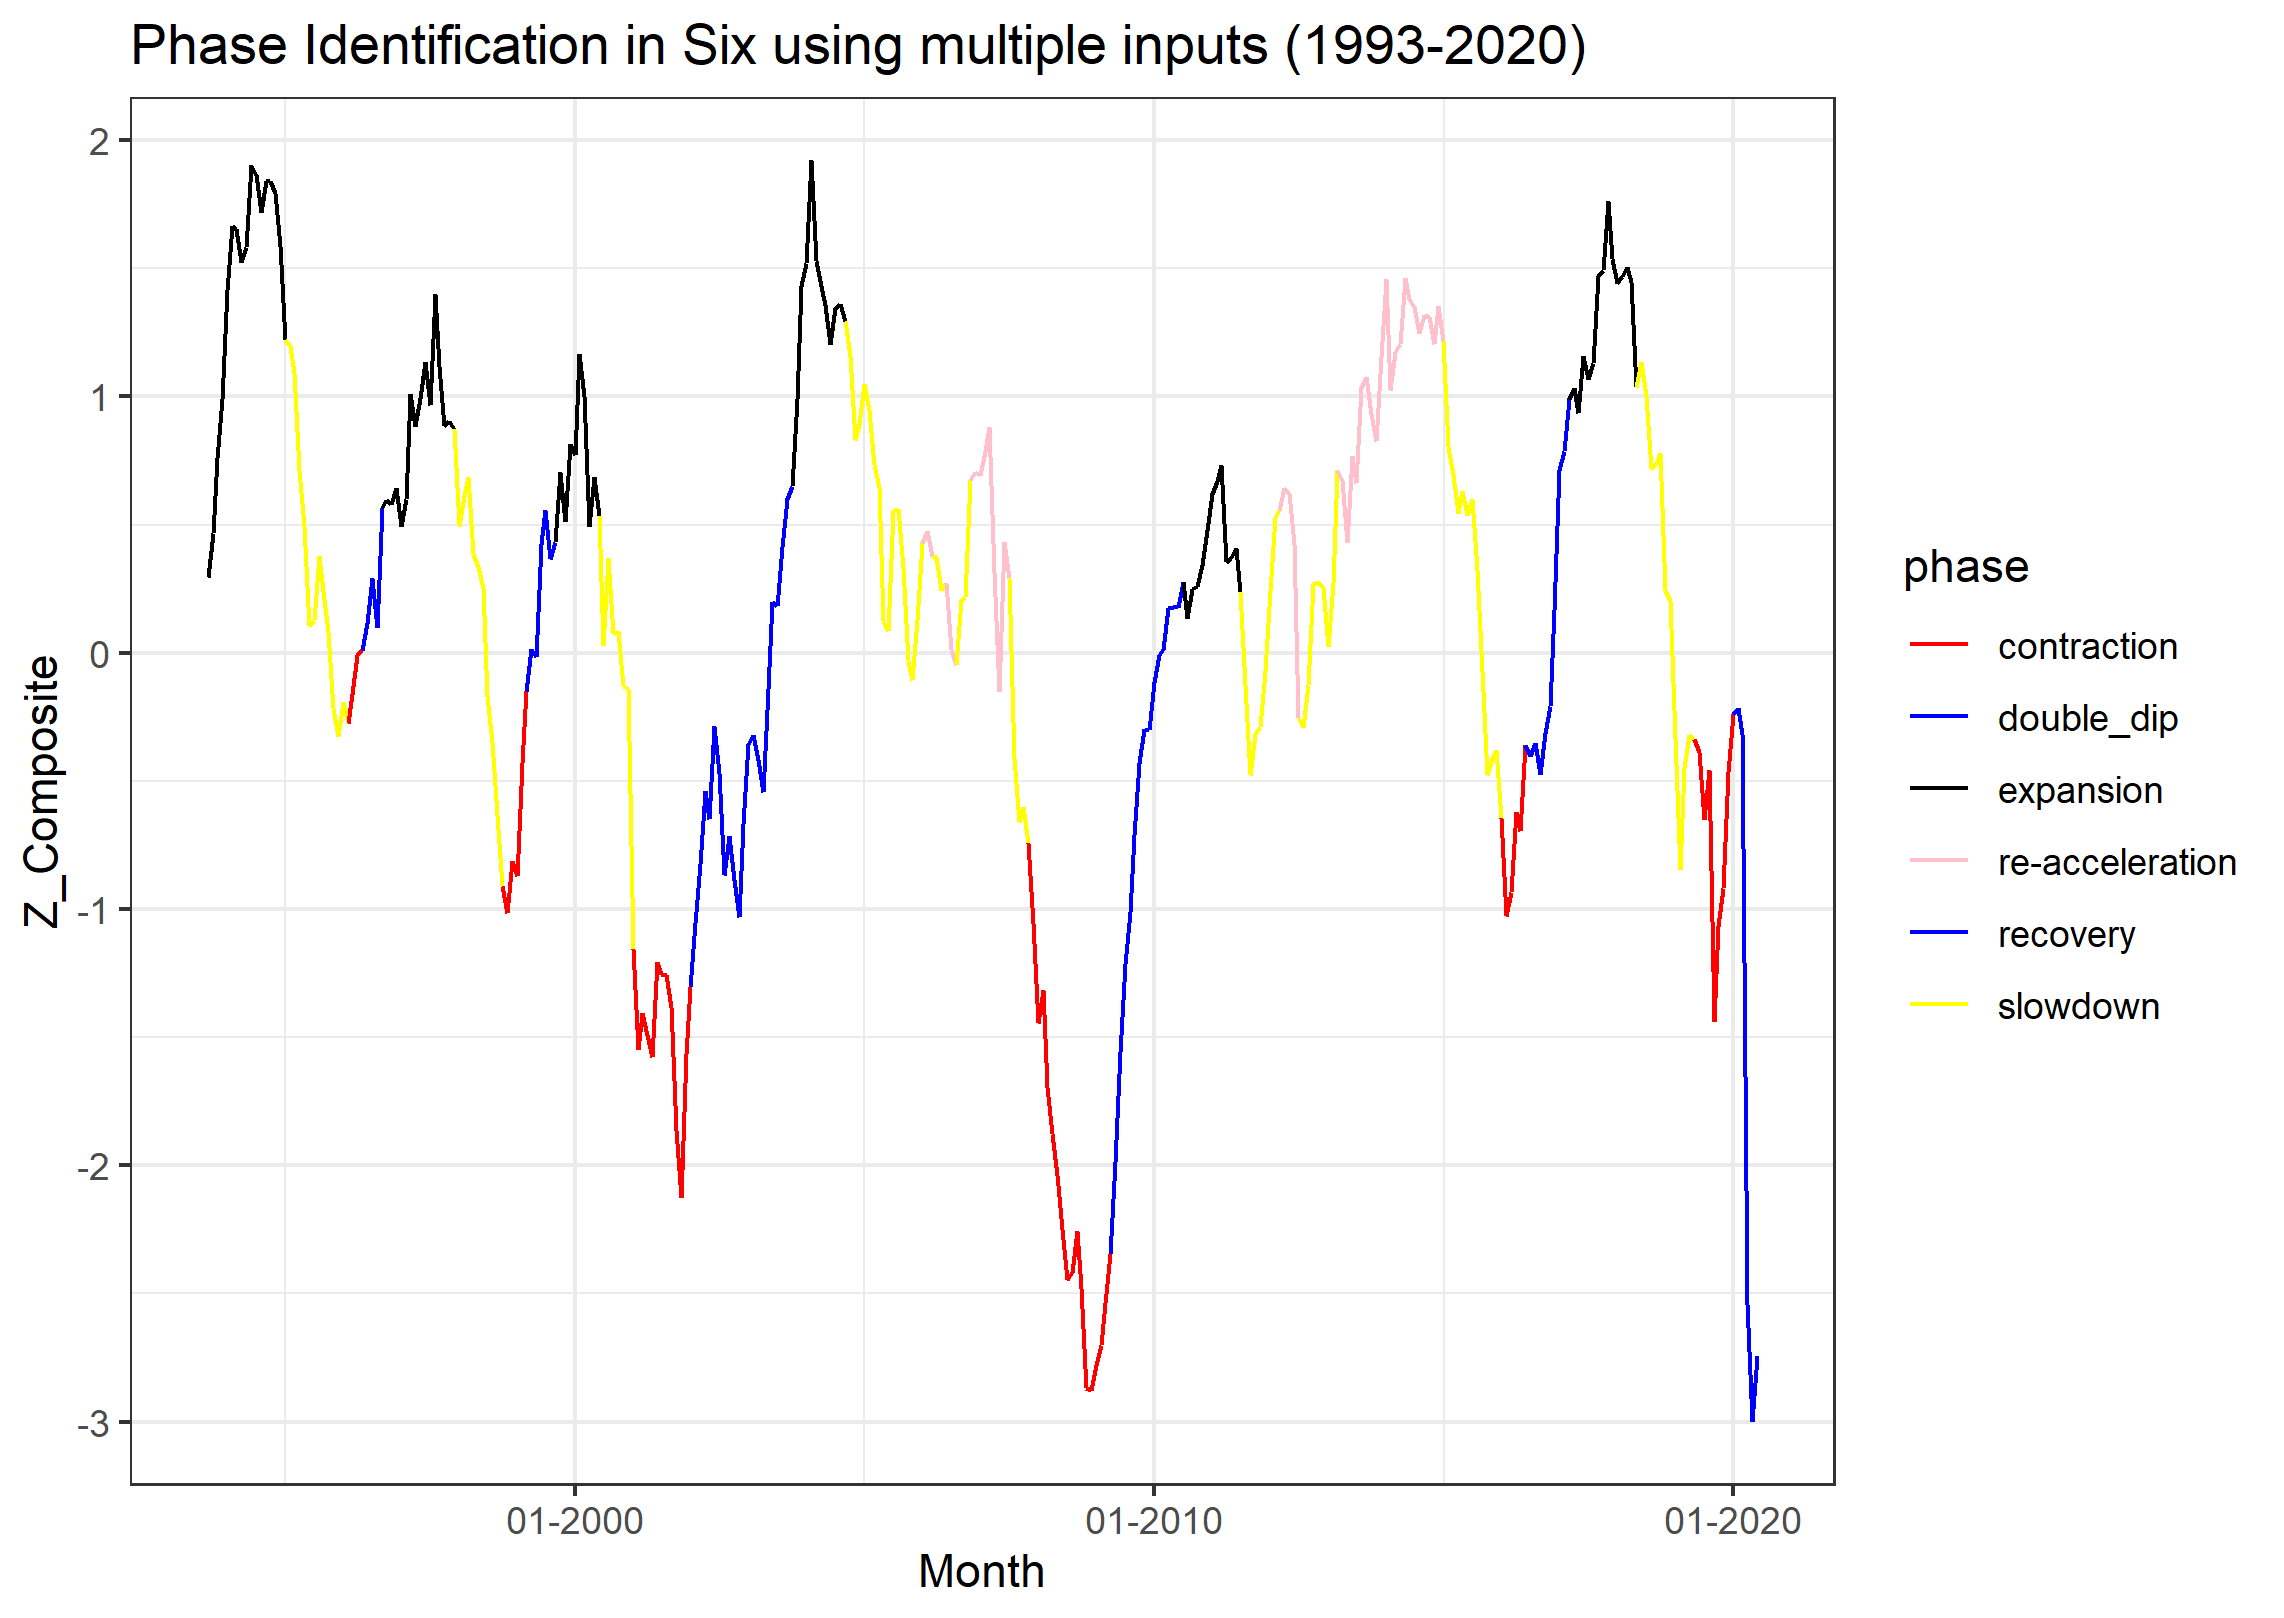 Phase Identification in Six using multiple inputs (1993-2020)
2
1
0
-1
-2
-3
Z_Composite
01-2000
01-2010
01-2020
Month
phase
contraction
double_dip
expansion
re-acceleration
recovery
slowdown